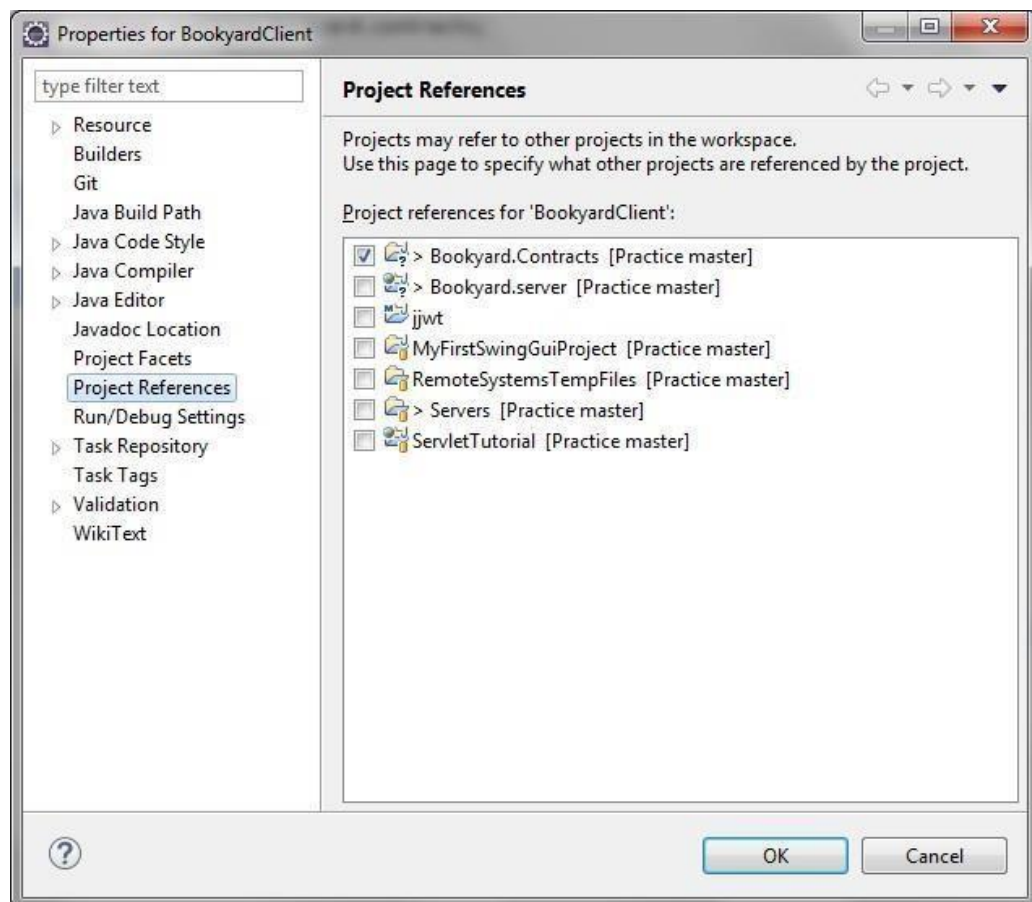 Properties for BookyardClient
type filter text
Resource
Builders
Git
Java Build Path
Java Code Style
Java Compiler
Java Editor
Javadoc Location
Project Facets
Project References
Run/Debug Settings
Task Repository
Task Tags
Validation
WikiText
Project References
Projects may refer to other projects in the workspace.
Use this page to specify what other projects are referenced by the project.
Project references for 'BookyardClient':
> Bookyard.Contracts [Practice master]
> Bookyard.server [Practice master]
jjwt
MyFirstSwingGuiProject [Practice master]
RemoteSystemsTempFiles [Practice master]
> Servers [Practice master]
ServletTutorial [Practice master]
OK
Cancel